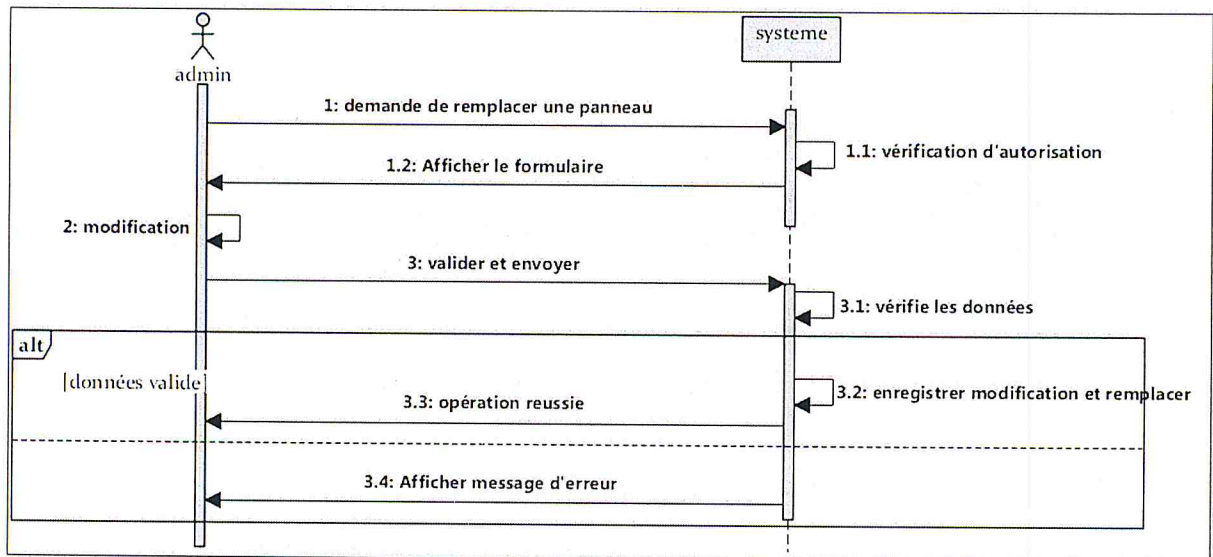 systeme
admin
1: demande de remplacer une panneau
1.1: vérification d'autorisation
1.2: Afficher le formulaire
2: modification
3: valider et envoyer
3.1: vérifie les données
alt
[données valide]
3.2: enregistrer modification et remplacer
3.3: opération reussie
3.4: Afficher message d'erreur